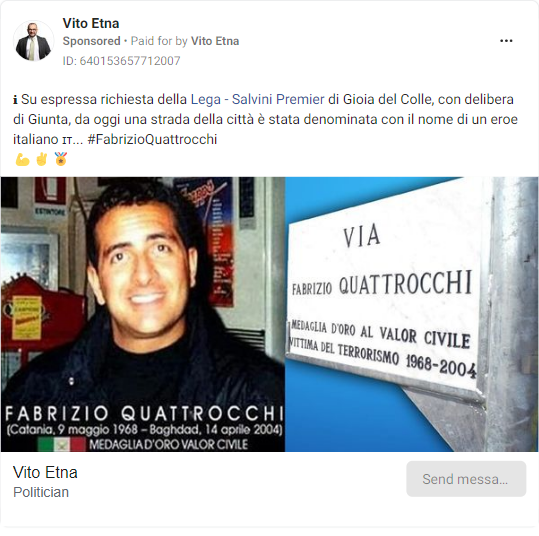 Vito Etna
Sponsored • Paid for by Vito Etna
ID: 640153657712007
ℹ Su espressa richiesta della Lega - Salvini Premier di Gioia del Colle, con delibera
di Giunta, da oggi una strada della città è stata denominata con il nome di un eroe
italiano ɪᴛ... #FabrizioQuattrocchi
💪✌🏅
ESTINTORE
FABRIZIO QUATTROCCHI
(Catania, 9 maggio 1968 – Baghdad, 14 aprile 2004)
MEDAGLIA D'ORO VALOR CIVILE
VIA
FABRIZIO QUATTROCCHI
MEDAGLIA D'ORO AL VALOR CIVILE
VITTIMA DEL TERRORISMO 1968-2004
Vito Etna
Politician
Send messa...